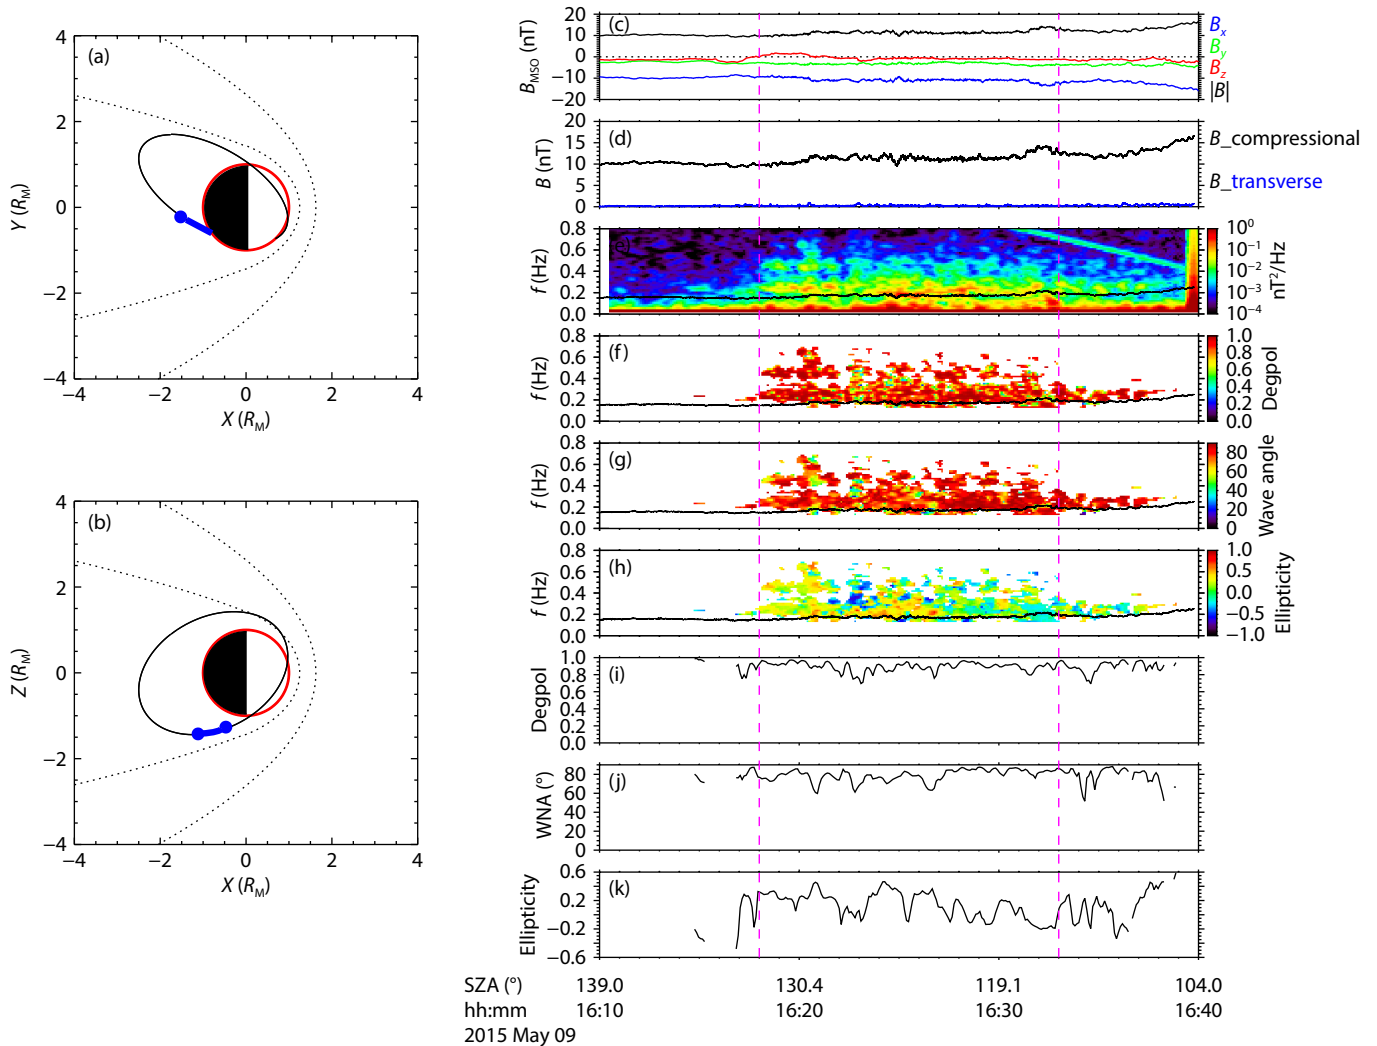 (a)
4
2
0
−2
−4
Y (R_M)
−4 −2 0 2 4
X (R_M)
(b)
4
2
0
−2
−4
Z (R_M)
−4 −2 0 2 4
X (R_M)
(c)
20
10
0
−10
−20
B_MSO (nT)
B_x
B_y
B_z
|B|
(d)
20
15
10
5
0
B (nT)
B_compressional
B_transverse
(e)
0.8
0.6
0.4
0.2
0.0
f (Hz)
10^0
10^−1
10^−2
10^−3
10^−4
nT²/Hz
(f)
0.8
0.6
0.4
0.2
0.0
f (Hz)
1.0
0.8
0.6
0.4
0.2
0.0
Degpol
(g)
0.8
0.6
0.4
0.2
0.0
f (Hz)
80
60
40
20
0
Wave angle
(h)
0.8
0.6
0.4
0.2
0.0
f (Hz)
1.0
0.5
0.0
−0.5
−1.0
Ellipticity
(i)
1.0
0.8
0.6
0.4
0.2
0.0
Degpol
(j)
80
60
40
20
0
WNA (°)
(k)
0.6
0.2
−0.2
−0.6
Ellipticity
SZA (°) 139.0 130.4 119.1 104.0
hh:mm 16:10 16:20 16:30 16:40
2015 May 09